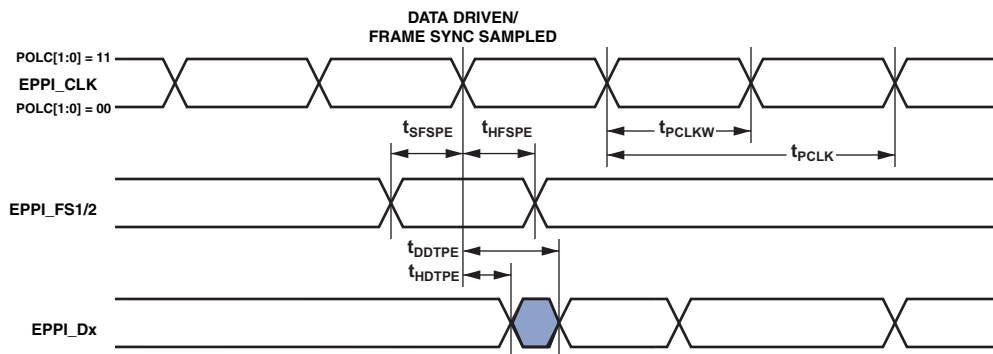 DATA DRIVEN/
FRAME SYNC SAMPLED
POLC[1:0] = 11
EPPI_CLK
POLC[1:0] = 00
tSFSPE
tHFSPE
tPCLKW
tPCLK
EPPI_FS1/2
tDDTPE
tHDTPE
EPPI_Dx